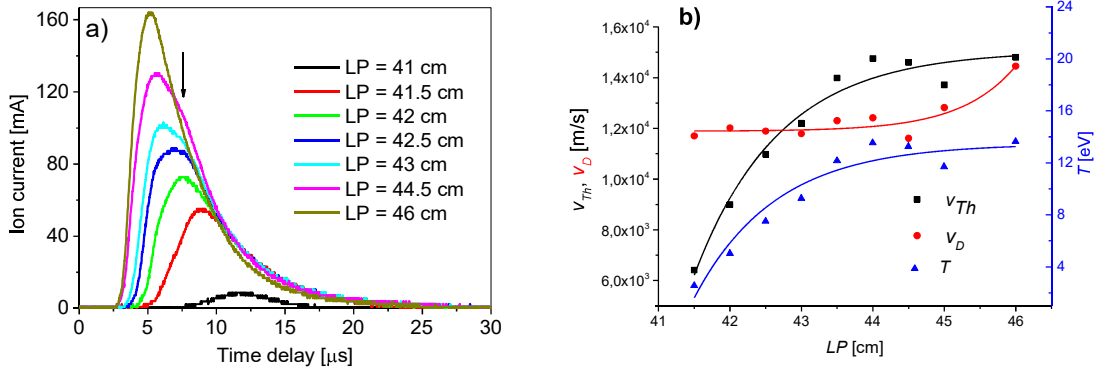 a)
Ion current [mA]
160
120
80
40
0
LP = 41 cm
LP = 41.5 cm
LP = 42 cm
LP = 42.5 cm
LP = 43 cm
LP = 44.5 cm
LP = 46 cm
0 5 10 15 20 25 30
Time delay [μs]
b)
v_Th, v_D [m/s]
1,6x10⁴
1,4x10⁴
1,2x10⁴
1,0x10⁴
8,0x10³
6,0x10³
T [eV]
24
20
16
12
8
4
v_Th
v_D
T
41 42 43 44 45 46
LP [cm]